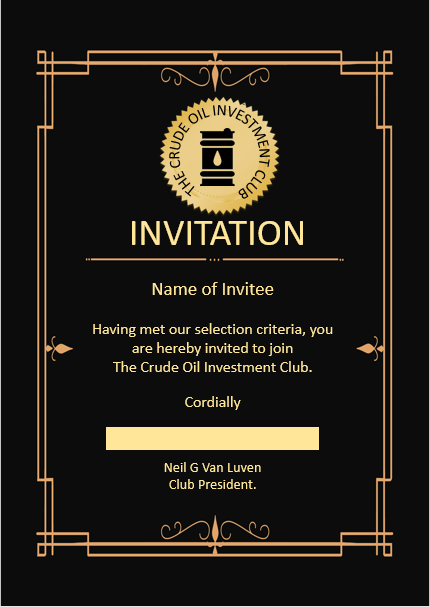 THE CRUDE OIL INVESTMENT CLUB
INVITATION
Name of Invitee
Having met our selection criteria, you
are hereby invited to join
The Crude Oil Investment Club.
Cordially
Neil G Van Luven
Club President.